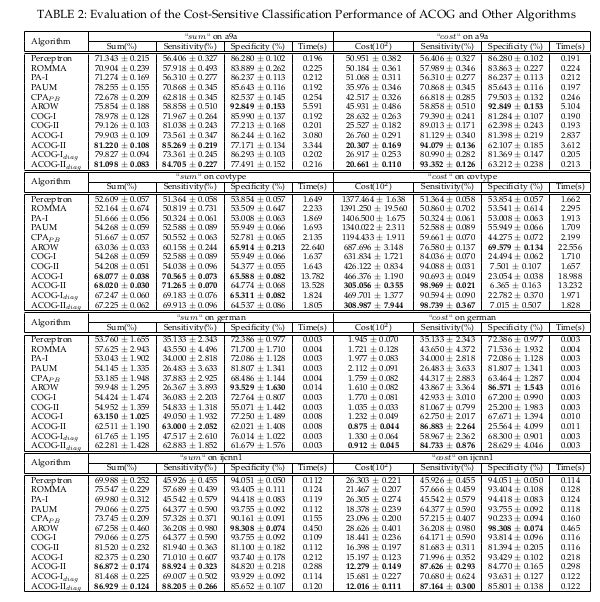 TABLE 2: Evaluation of the Cost-Sensitive Classification Performance of ACOG and Other Algorithms
Algorithm "sum" on a9a "cost" on a9a
Sum(%) Sensitivity(%) Specificity (%) Time(s) Cost(10²) Sensitivity(%) Specificity (%) Time(s)
Perceptron 71.343 ± 0.215 56.406 ± 0.327 86.280 ± 0.102 0.196 50.951 ± 0.382 56.406 ± 0.327 86.280 ± 0.102 0.191
ROMMA 70.904 ± 0.239 57.918 ± 0.493 83.889 ± 0.262 0.225 50.184 ± 0.361 57.989 ± 0.336 83.863 ± 0.227 0.224
PA-I 71.274 ± 0.169 56.310 ± 0.277 86.237 ± 0.113 0.212 51.068 ± 0.311 56.310 ± 0.277 86.237 ± 0.113 0.211
PAUM 78.255 ± 0.155 70.868 ± 0.345 85.643 ± 0.116 0.192 35.976 ± 0.346 70.868 ± 0.345 85.643 ± 0.116 0.197
CPA_PB 72.678 ± 0.209 62.818 ± 0.345 82.537 ± 0.145 0.254 42.517 ± 0.326 66.818 ± 0.285 79.503 ± 0.132 0.246
AROW 75.854 ± 0.188 58.858 ± 0.510 92.849 ± 0.153 5.591 45.931 ± 0.468 58.858 ± 0.510 92.849 ± 0.153 5.104
COG-I 78.978 ± 0.128 71.967 ± 0.264 85.990 ± 0.137 0.192 28.632 ± 0.263 79.390 ± 0.412 81.284 ± 0.107 0.190
COG-II 79.126 ± 0.103 81.038 ± 0.243 77.213 ± 0.168 0.201 25.527 ± 0.182 89.013 ± 0.171 62.398 ± 0.243 0.193
ACOG-I 79.903 ± 0.109 73.561 ± 0.347 86.244 ± 0.162 3.080 26.760 ± 0.291 81.129 ± 0.340 81.398 ± 0.219 2.837
ACOG-II 81.220 ± 0.108 85.269 ± 0.219 77.171 ± 0.134 3.344 20.307 ± 0.169 94.079 ± 0.136 62.107 ± 0.185 3.612
ACOG-I_diag 79.827 ± 0.094 73.361 ± 0.245 86.293 ± 0.103 0.202 26.917 ± 0.253 80.990 ± 0.282 81.369 ± 0.147 0.205
ACOG-II_diag 81.098 ± 0.083 84.705 ± 0.227 77.491 ± 0.152 0.216 20.661 ± 0.110 93.352 ± 0.126 63.212 ± 0.238 0.213
Algorithm "sum" on covtype "cost" on covtype
Sum(%) Sensitivity(%) Specificity (%) Time(s) Cost(10²) Sensitivity(%) Specificity (%) Time(s)
Perceptron 52.609 ± 0.057 51.364 ± 0.058 53.854 ± 0.057 1.649 1377.464 ± 1.638 51.364 ± 0.058 53.854 ± 0.057 1.662
ROMMA 52.164 ± 0.674 50.819 ± 0.731 53.509 ± 0.647 2.233 1391.250 ± 19.560 50.860 ± 0.702 53.541 ± 0.614 2.295
PA-I 51.666 ± 0.056 50.324 ± 0.061 53.008 ± 0.063 1.869 1406.500 ± 1.675 50.324 ± 0.061 53.008 ± 0.063 1.913
PAUM 54.268 ± 0.059 52.588 ± 0.089 55.949 ± 0.066 1.693 1340.022 ± 2.311 52.588 ± 0.089 55.949 ± 0.066 1.709
CPA_PB 51.667 ± 0.057 50.552 ± 0.063 52.781 ± 0.065 2.135 1194.433 ± 1.911 59.661 ± 0.070 44.275 ± 0.072 2.199
AROW 63.036 ± 0.033 60.158 ± 0.244 65.914 ± 0.213 22.640 687.696 ± 3.148 76.580 ± 0.137 69.579 ± 0.134 22.556
COG-I 54.268 ± 0.059 52.588 ± 0.089 55.949 ± 0.066 1.637 631.834 ± 1.721 84.036 ± 0.070 24.494 ± 0.062 1.710
COG-II 54.208 ± 0.051 54.038 ± 0.096 54.377 ± 0.055 1.643 426.122 ± 0.834 94.088 ± 0.031 7.501 ± 0.107 1.657
ACOG-I 68.077 ± 0.038 70.565 ± 0.073 65.588 ± 0.082 13.782 466.376 ± 1.190 90.693 ± 0.049 23.054 ± 0.058 18.988
ACOG-II 68.020 ± 0.030 71.265 ± 0.070 64.774 ± 0.068 13.528 305.056 ± 0.355 98.969 ± 0.021 6.365 ± 0.163 13.232
ACOG-I_diag 67.247 ± 0.060 69.183 ± 0.076 65.311 ± 0.082 1.824 469.701 ± 1.377 90.594 ± 0.090 22.782 ± 0.370 1.971
ACOG-II_diag 67.225 ± 0.062 69.913 ± 0.096 64.537 ± 0.086 1.805 308.987 ± 7.944 98.739 ± 0.367 7.015 ± 0.507 1.828
Algorithm "sum" on german "cost" on german
Sum(%) Sensitivity(%) Specificity (%) Time(s) Cost(10²) Sensitivity(%) Specificity (%) Time(s)
Perceptron 53.760 ± 1.655 35.133 ± 2.343 72.386 ± 0.977 0.003 1.945 ± 0.070 35.133 ± 2.343 72.386 ± 0.977 0.003
ROMMA 57.625 ± 2.943 43.550 ± 4.496 71.700 ± 1.710 0.004 1.721 ± 0.128 43.650 ± 4.372 71.536 ± 1.932 0.004
PA-I 53.043 ± 1.902 34.000 ± 2.818 72.086 ± 1.128 0.003 1.977 ± 0.083 34.000 ± 2.818 72.086 ± 1.128 0.003
PAUM 54.145 ± 1.335 26.483 ± 3.633 81.807 ± 1.341 0.003 2.112 ± 0.091 26.483 ± 3.633 81.807 ± 1.341 0.003
CPA_PB 53.185 ± 1.948 37.883 ± 2.925 68.486 ± 1.144 0.004 1.759 ± 0.082 44.317 ± 2.883 63.464 ± 1.287 0.004
AROW 59.948 ± 1.295 26.367 ± 3.893 93.529 ± 1.630 0.014 1.610 ± 0.082 43.867 ± 3.364 86.571 ± 1.543 0.016
COG-I 54.424 ± 1.474 36.083 ± 2.203 72.764 ± 0.807 0.003 1.770 ± 0.081 42.933 ± 2.939 67.200 ± 0.990 0.003
COG-II 54.952 ± 1.359 54.833 ± 1.318 55.071 ± 1.442 0.003 1.035 ± 0.033 81.067 ± 0.799 25.200 ± 1.983 0.003
ACOG-I 63.150 ± 1.025 49.050 ± 1.932 77.250 ± 1.489 0.008 1.232 ± 0.049 62.750 ± 2.017 67.671 ± 1.394 0.010
ACOG-II 62.511 ± 1.190 63.000 ± 2.052 62.021 ± 1.408 0.008 0.875 ± 0.044 86.883 ± 2.264 25.564 ± 4.099 0.011
ACOG-I_diag 61.765 ± 1.195 47.517 ± 2.610 76.014 ± 1.022 0.003 1.330 ± 0.064 58.967 ± 2.362 68.300 ± 0.901 0.003
ACOG-II_diag 62.281 ± 1.428 62.883 ± 1.852 61.679 ± 1.576 0.003 0.912 ± 0.045 84.733 ± 0.876 28.629 ± 4.046 0.003
Algorithm "sum" on ijcnn1 "cost" on ijcnn1
Sum(%) Sensitivity(%) Specificity (%) Time(s) Cost(10²) Sensitivity(%) Specificity (%) Time(s)
Perceptron 69.988 ± 0.252 45.926 ± 0.455 94.051 ± 0.050 0.112 26.303 ± 0.221 45.926 ± 0.455 94.051 ± 0.050 0.114
ROMMA 75.547 ± 0.229 57.689 ± 0.439 93.405 ± 0.111 0.124 21.467 ± 0.207 57.666 ± 0.459 93.404 ± 0.108 0.128
PA-I 69.980 ± 0.312 45.542 ± 0.579 94.418 ± 0.083 0.119 26.305 ± 0.274 45.542 ± 0.579 94.418 ± 0.083 0.124
PAUM 79.066 ± 0.275 64.377 ± 0.590 93.755 ± 0.092 0.112 18.378 ± 0.239 64.377 ± 0.590 93.755 ± 0.092 0.118
CPA_PB 73.745 ± 0.209 57.328 ± 0.371 90.161 ± 0.091 0.155 23.096 ± 0.200 57.215 ± 0.407 90.233 ± 0.094 0.160
AROW 67.258 ± 0.460 36.208 ± 0.980 98.308 ± 0.074 0.450 28.626 ± 0.401 36.208 ± 0.980 98.308 ± 0.074 0.465
COG-I 79.066 ± 0.275 64.377 ± 0.590 93.755 ± 0.092 0.109 18.441 ± 0.236 64.171 ± 0.590 93.814 ± 0.096 0.116
COG-II 81.520 ± 0.232 81.940 ± 0.363 81.100 ± 0.182 0.112 16.398 ± 0.197 81.683 ± 0.311 81.394 ± 0.205 0.116
ACOG-I 82.375 ± 0.230 71.010 ± 0.607 93.740 ± 0.178 0.212 15.197 ± 0.123 71.996 ± 0.352 93.429 ± 0.102 0.218
ACOG-II 86.872 ± 0.174 88.924 ± 0.323 84.820 ± 0.218 0.288 12.279 ± 0.149 87.626 ± 0.293 84.770 ± 0.165 0.298
ACOG-I_diag 81.468 ± 0.225 69.007 ± 0.502 93.929 ± 0.092 0.114 15.681 ± 0.227 70.680 ± 0.624 93.631 ± 0.127 0.122
ACOG-II_diag 86.929 ± 0.124 88.205 ± 0.266 85.652 ± 0.107 0.120 12.016 ± 0.111 87.164 ± 0.300 85.801 ± 0.138 0.122